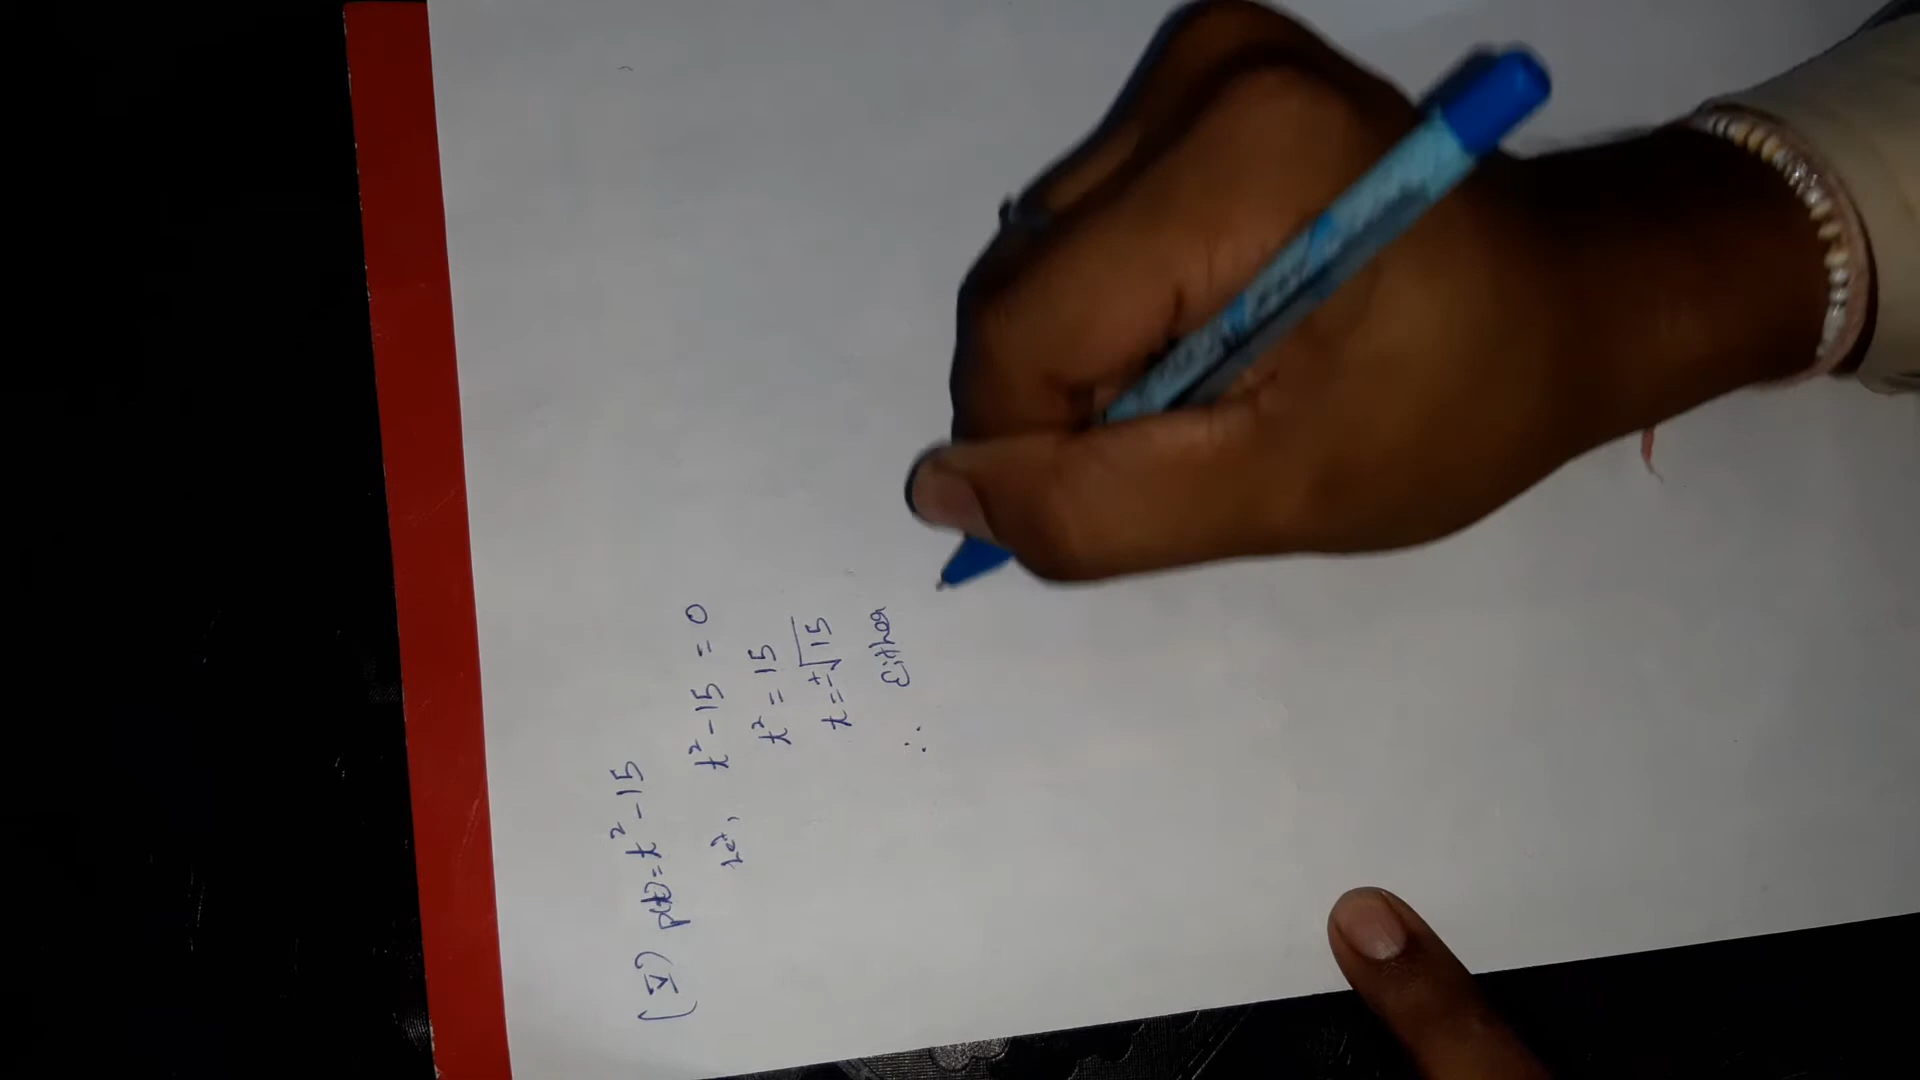 (V) p(t)=t²-15
Let, t²-15=0
t²=15
t=±√15
∴ Either